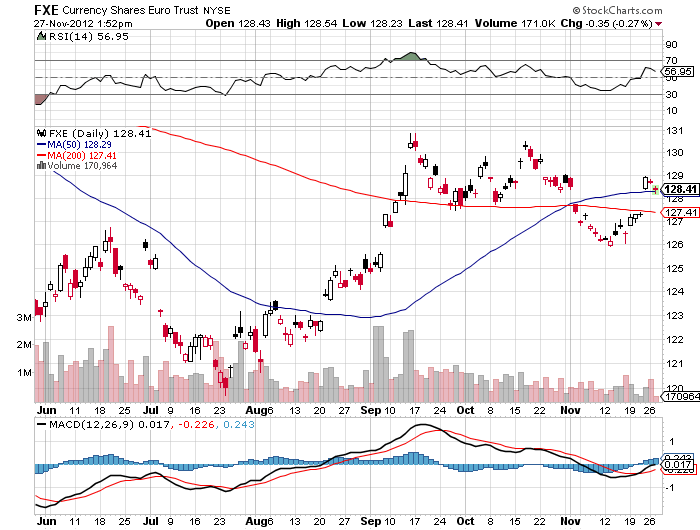 FXE Currency Shares Euro Trust NYSE © StockCharts.com
27-Nov-2012 1:52pm Open 128.43 High 128.54 Low 128.23 Last 128.41 Volume 171.0K Chg -0.35 (-0.27%)
RSI(14) 56.95
90
70
56.95
50
30
10
FXE (Daily) 128.41
MA(50) 128.29
MA(200) 127.41
Volume 170,964
131
130
129
128.41
128
127.41
127
126
125
124
123
122
121
120
170964
3M
2M
1M
Jun 11 18 25 Jul 9 16 23 Aug 6 13 20 27 Sep 10 17 24 Oct 8 15 22 Nov 12 19 26
MACD(12,26,9) 0.017, -0.226, 0.243
1
0.243
0.017
-1
Jun 11 18 25 Jul 9 16 23 Aug 6 13 20 27 Sep 10 17 24 Oct 8 15 22 Nov 12 19 26